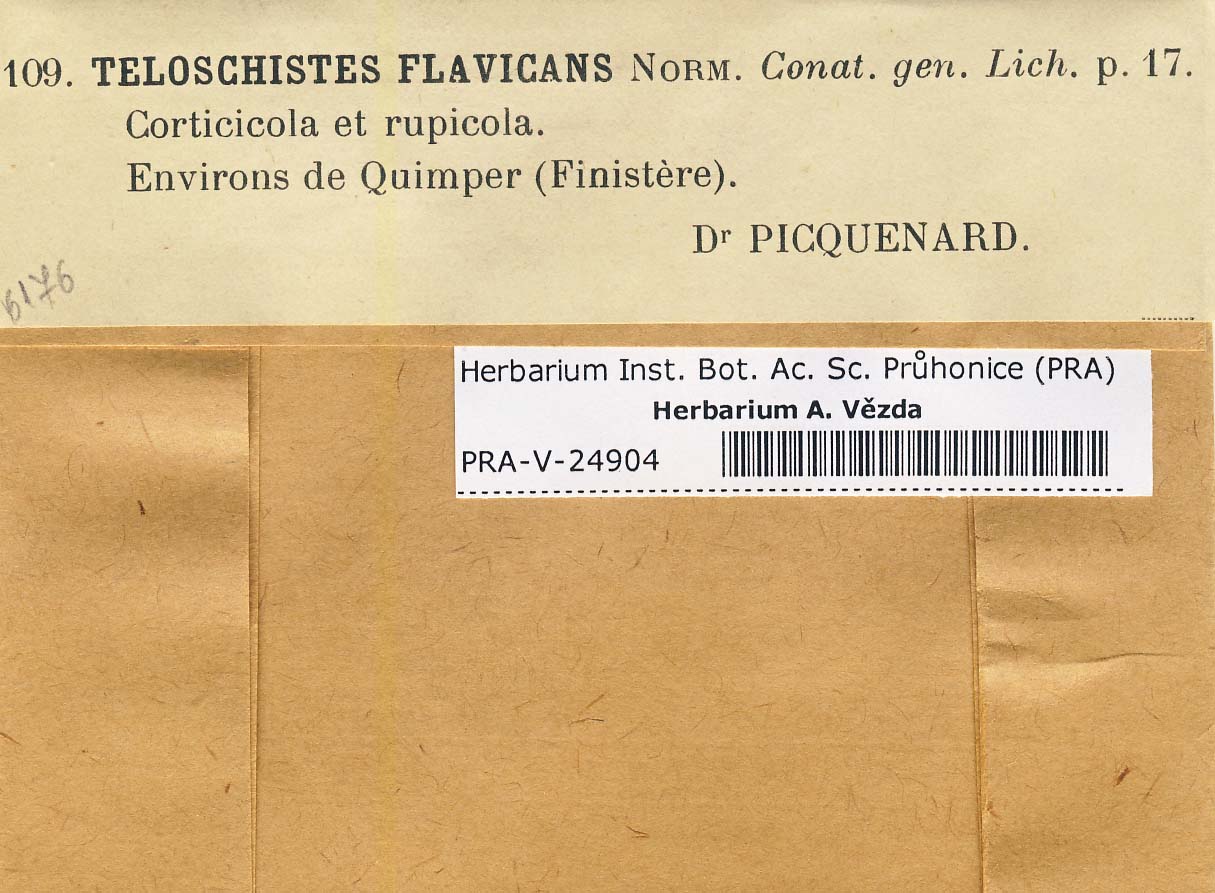 109. TELOSCHISTES FLAVICANS NORM. Conat. gen. Lich. p. 17.
Corticicola et rupicola.
Environs de Quimper (Finistère).
Dr PICQUENARD.
6176
Herbarium Inst. Bot. Ac. Sc. Průhonice (PRA)
Herbarium A. Vězda
PRA-V-24904